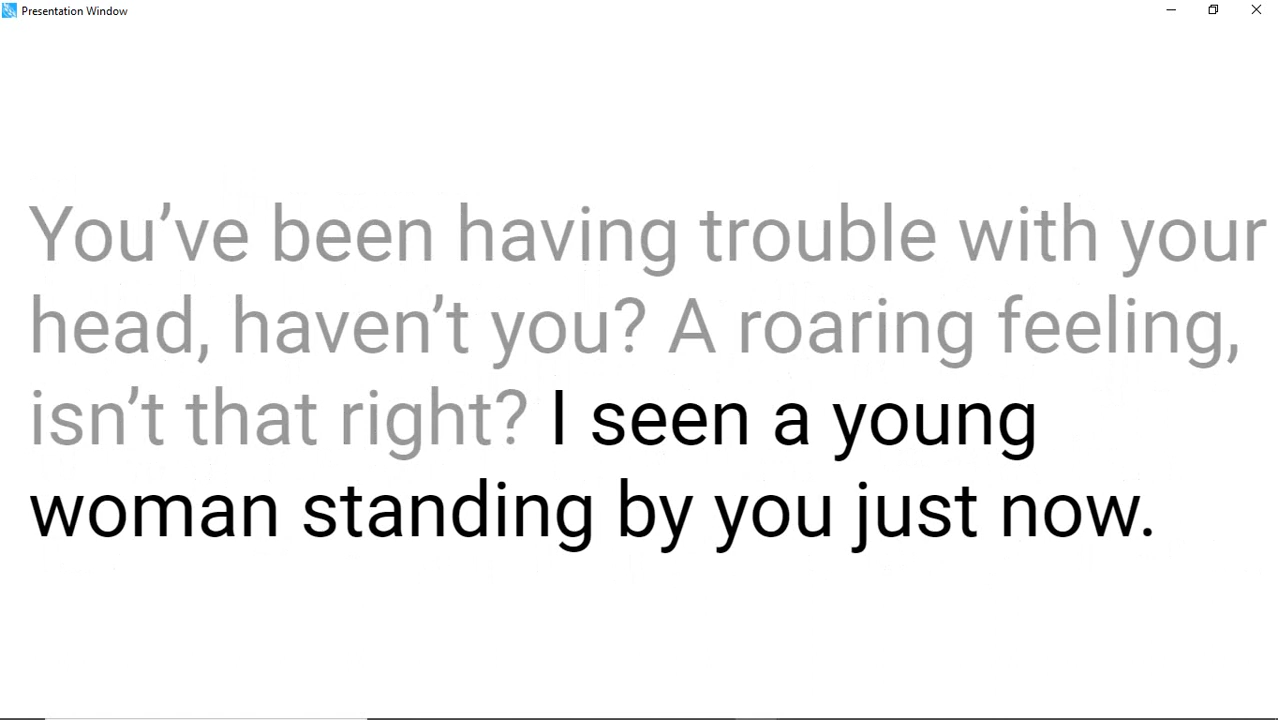 Presentation Window
You’ve been having trouble with your
head, haven’t you? A roaring feeling,
isn’t that right? I seen a young
woman standing by you just now.